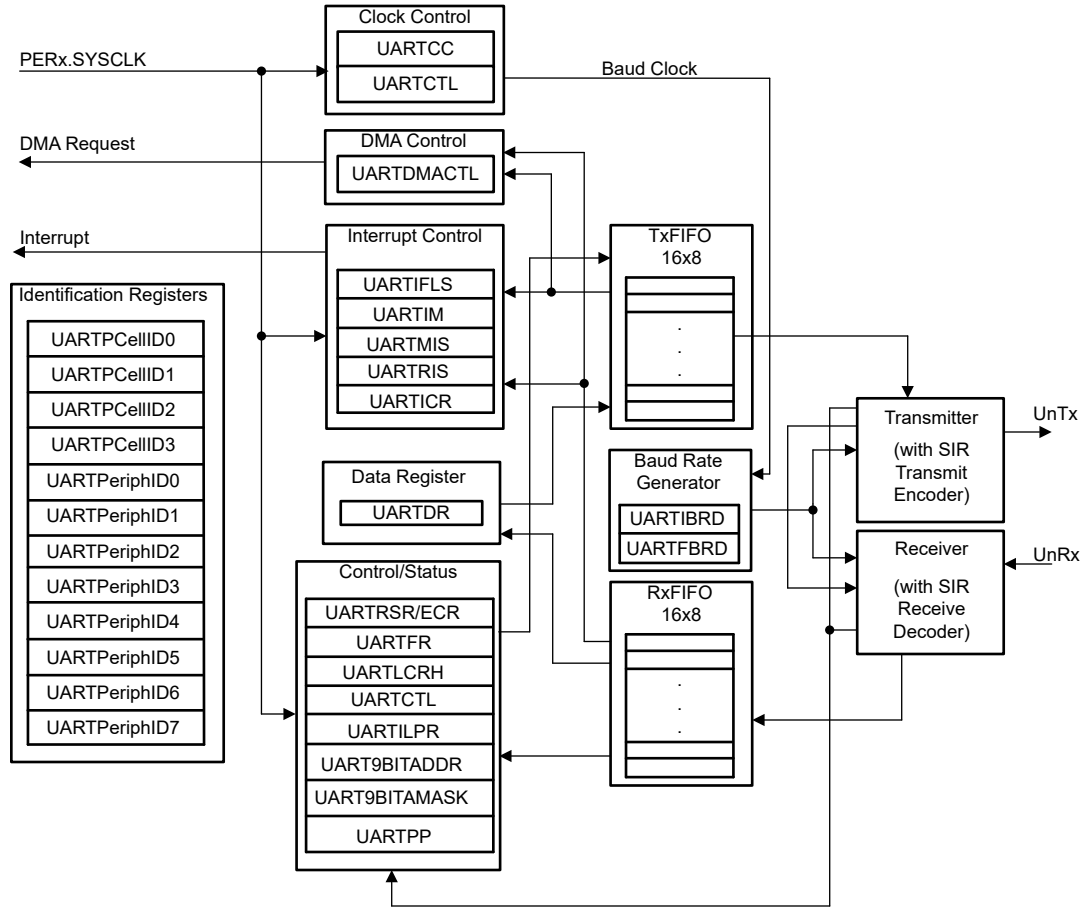 Clock Control
UARTCC
UARTCTL
PERx.SYSCLK
Baud Clock
DMA Request
DMA Control
UARTDMACTL
Interrupt
Interrupt Control
UARTIFLS
UARTIM
UARTMIS
UARTRIS
UARTICR
TxFIFO
16x8
Identification Registers
UARTPCellID0
UARTPCellID1
UARTPCellID2
UARTPCellID3
UARTPeriphID0
UARTPeriphID1
UARTPeriphID2
UARTPeriphID3
UARTPeriphID4
UARTPeriphID5
UARTPeriphID6
UARTPeriphID7
Data Register
UARTDR
Baud Rate
Generator
UARTIBRD
UARTFBRD
Transmitter
(with SIR
Transmit
Encoder)
UnTx
Receiver
(with SIR
Receive
Decoder)
UnRx
Control/Status
UARTRSR/ECR
UARTFR
UARTLCRH
UARTCTL
UARTILPR
UART9BITADDR
UART9BITAMASK
UARTPP
RxFIFO
16x8